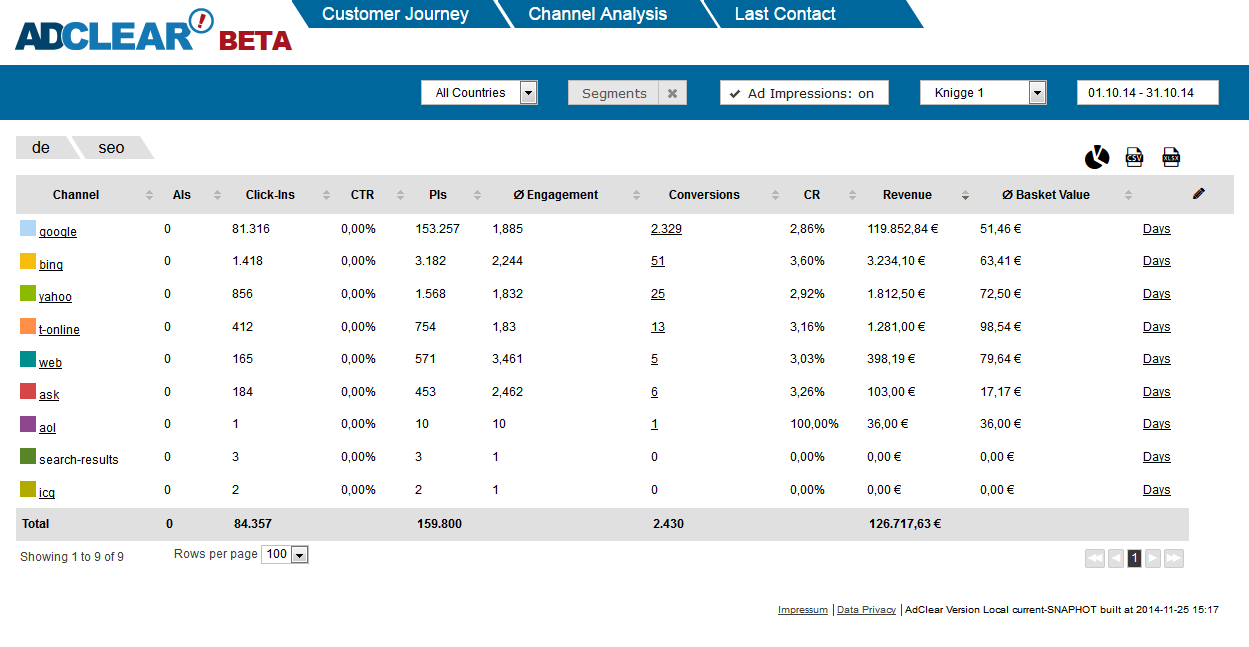 Customer Journey Channel Analysis Last Contact
ADCLEAR! BETA
All Countries Segments ✖ ✔ Ad Impressions: on Knigge 1 01.10.14 - 31.10.14
de seo
CSV XLSX
Channel AIs Click-Ins CTR PIs Ø Engagement Conversions CR Revenue Ø Basket Value
google 0 81.316 0,00% 153.257 1,885 2.329 2,86% 119.852,84 € 51,46 € Days
bing 0 1.418 0,00% 3.182 2,244 51 3,60% 3.234,10 € 63,41 € Days
yahoo 0 856 0,00% 1.568 1,832 25 2,92% 1.812,50 € 72,50 € Days
t-online 0 412 0,00% 754 1,83 13 3,16% 1.281,00 € 98,54 € Days
web 0 165 0,00% 571 3,461 5 3,03% 398,19 € 79,64 € Days
ask 0 184 0,00% 453 2,462 6 3,26% 103,00 € 17,17 € Days
aol 0 1 0,00% 10 10 1 100,00% 36,00 € 36,00 € Days
search-results 0 3 0,00% 3 1 0 0,00% 0,00 € 0,00 € Days
icq 0 2 0,00% 2 1 0 0,00% 0,00 € 0,00 € Days
Total 0 84.357 159.800 2.430 126.717,63 €
Showing 1 to 9 of 9 Rows per page 100 1
Impressum | Data Privacy | AdClear Version Local current-SNAPHOT built at 2014-11-25 15:17